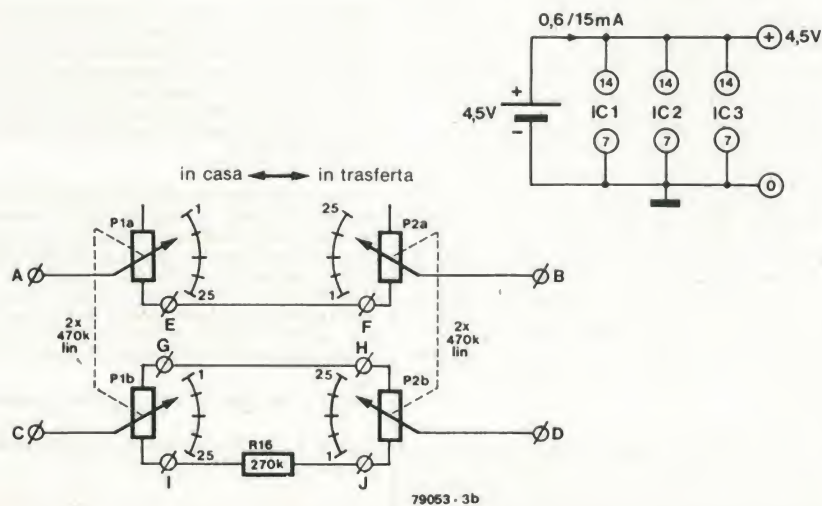 0,6/15mA
+ 4,5V
14 14 14
+
4,5V IC1 IC2 IC3
-
7 7 7
0
in casa in trasferta
P1a 1 25 P2a
A B
25 1
E F
2x
470k
lin
2x
470k
lin
G H
P1b 1 25 P2b
C D
R16
25 270k 1
I J
79053 - 3b